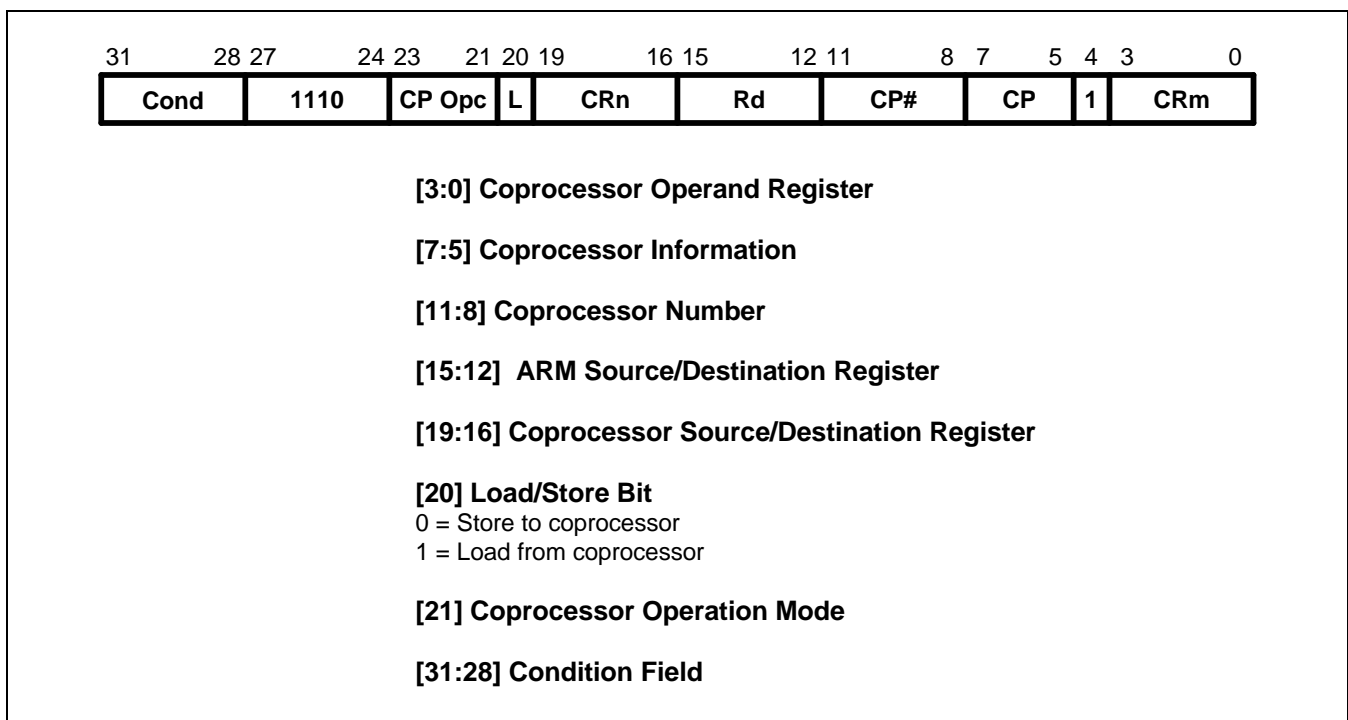 31 28 27 24 23 21 20 19 16 15 12 11 8 7 5 4 3 0
Cond 1110 CP Opc L CRn Rd CP# CP 1 CRm
[3:0] Coprocessor Operand Register
[7:5] Coprocessor Information
[11:8] Coprocessor Number
[15:12] ARM Source/Destination Register
[19:16] Coprocessor Source/Destination Register
[20] Load/Store Bit
0 = Store to coprocessor
1 = Load from coprocessor
[21] Coprocessor Operation Mode
[31:28] Condition Field